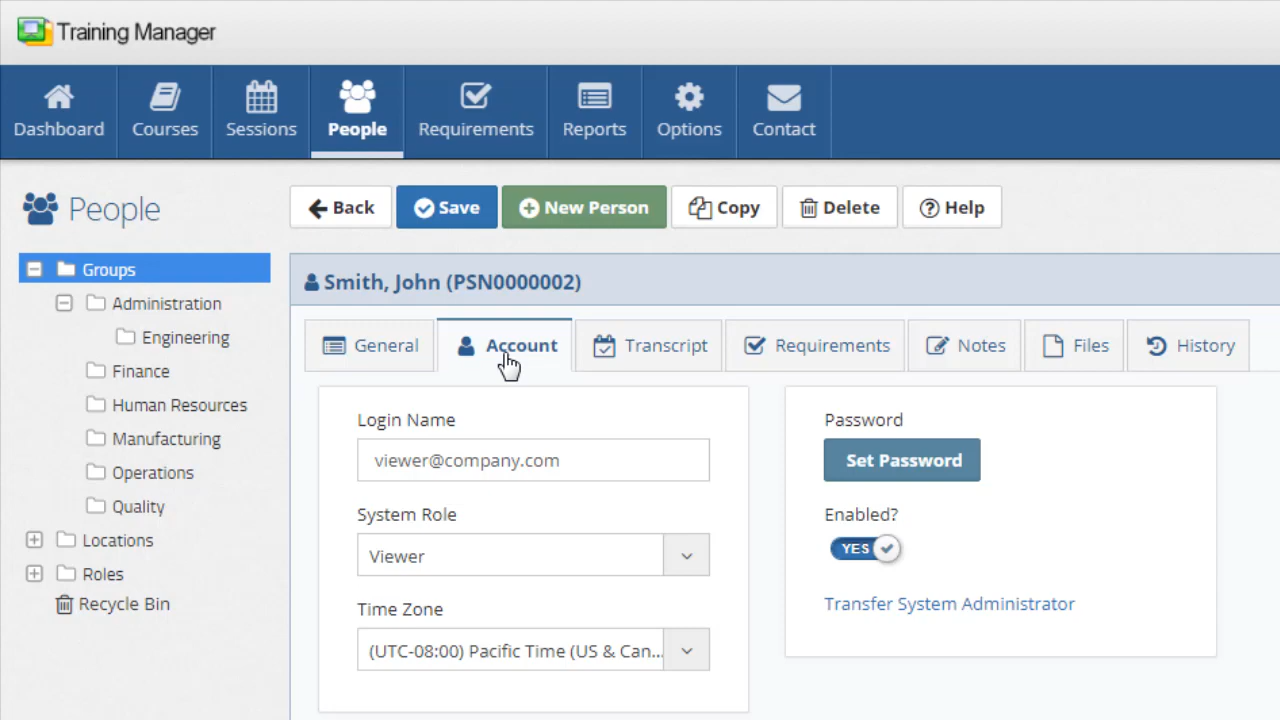 Training Manager
Dashboard Courses Sessions People Requirements Reports Options Contact
People
Back Save New Person Copy Delete Help
Groups
Administration
Engineering
Finance
Human Resources
Manufacturing
Operations
Quality
Locations
Roles
Recycle Bin
Smith, John (PSN0000002)
General Account Transcript Requirements Notes Files History
Login Name
viewer@company.com
System Role
Viewer
Time Zone
(UTC-08:00) Pacific Time (US & Can...
Password
Set Password
Enabled?
YES
Transfer System Administrator